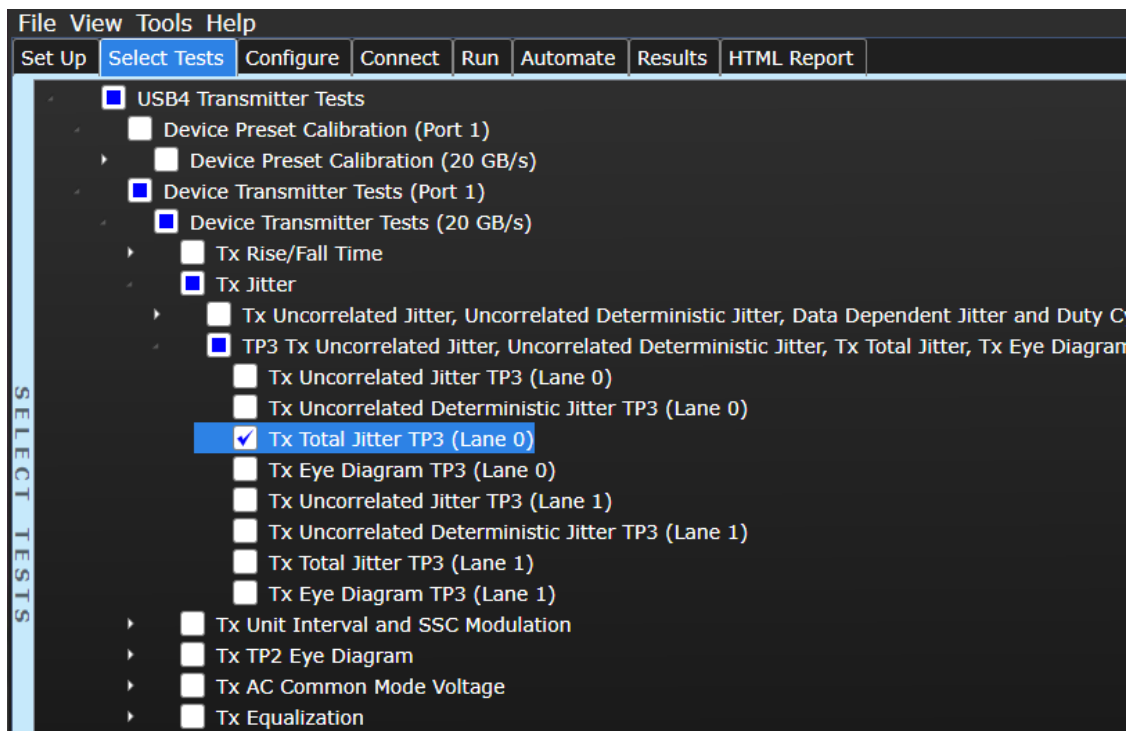 File View Tools Help
Set Up Select Tests Configure Connect Run Automate Results HTML Report
USB4 Transmitter Tests
Device Preset Calibration (Port 1)
Device Preset Calibration (20 GB/s)
Device Transmitter Tests (Port 1)
Device Transmitter Tests (20 GB/s)
Tx Rise/Fall Time
Tx Jitter
Tx Uncorrelated Jitter, Uncorrelated Deterministic Jitter, Data Dependent Jitter and Duty
TP3 Tx Uncorrelated Jitter, Uncorrelated Deterministic Jitter, Tx Total Jitter, Tx Eye Diagram
Tx Uncorrelated Jitter TP3 (Lane 0)
Tx Uncorrelated Deterministic Jitter TP3 (Lane 0)
Tx Total Jitter TP3 (Lane 0)
Tx Eye Diagram TP3 (Lane 0)
Tx Uncorrelated Jitter TP3 (Lane 1)
Tx Uncorrelated Deterministic Jitter TP3 (Lane 1)
Tx Total Jitter TP3 (Lane 1)
Tx Eye Diagram TP3 (Lane 1)
Tx Unit Interval and SSC Modulation
Tx TP2 Eye Diagram
Tx AC Common Mode Voltage
Tx Equalization
SELECT TESTS